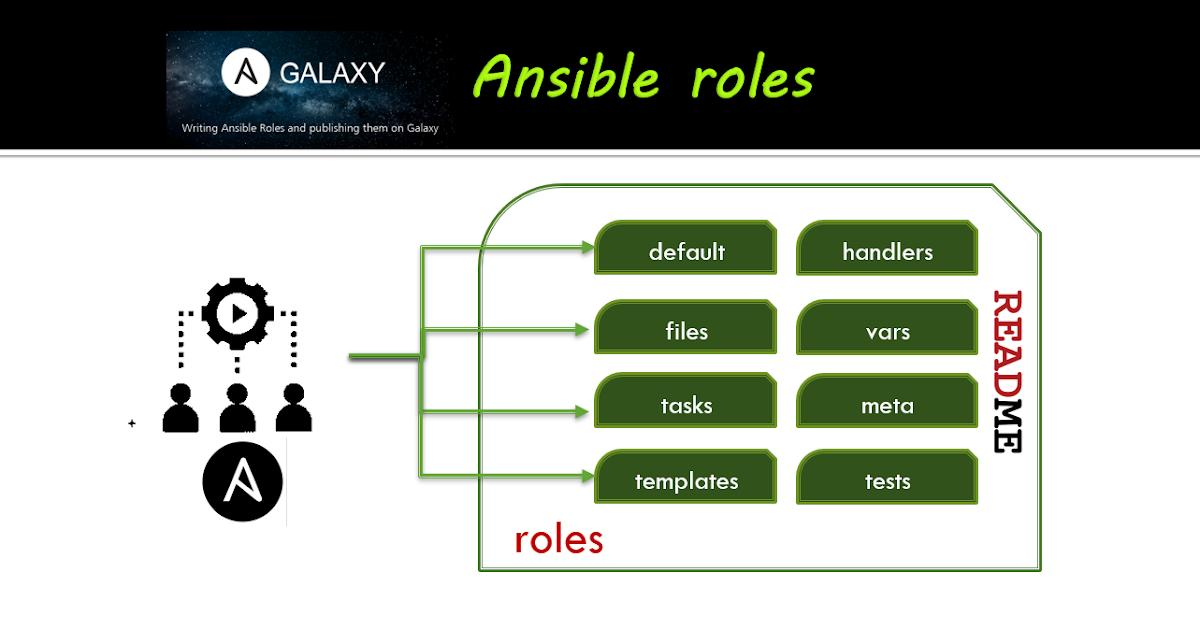 GALAXY
Writing Ansible Roles and publishing them on Galaxy
Ansible roles
default
handlers
files
vars
tasks
meta
templates
tests
README
roles